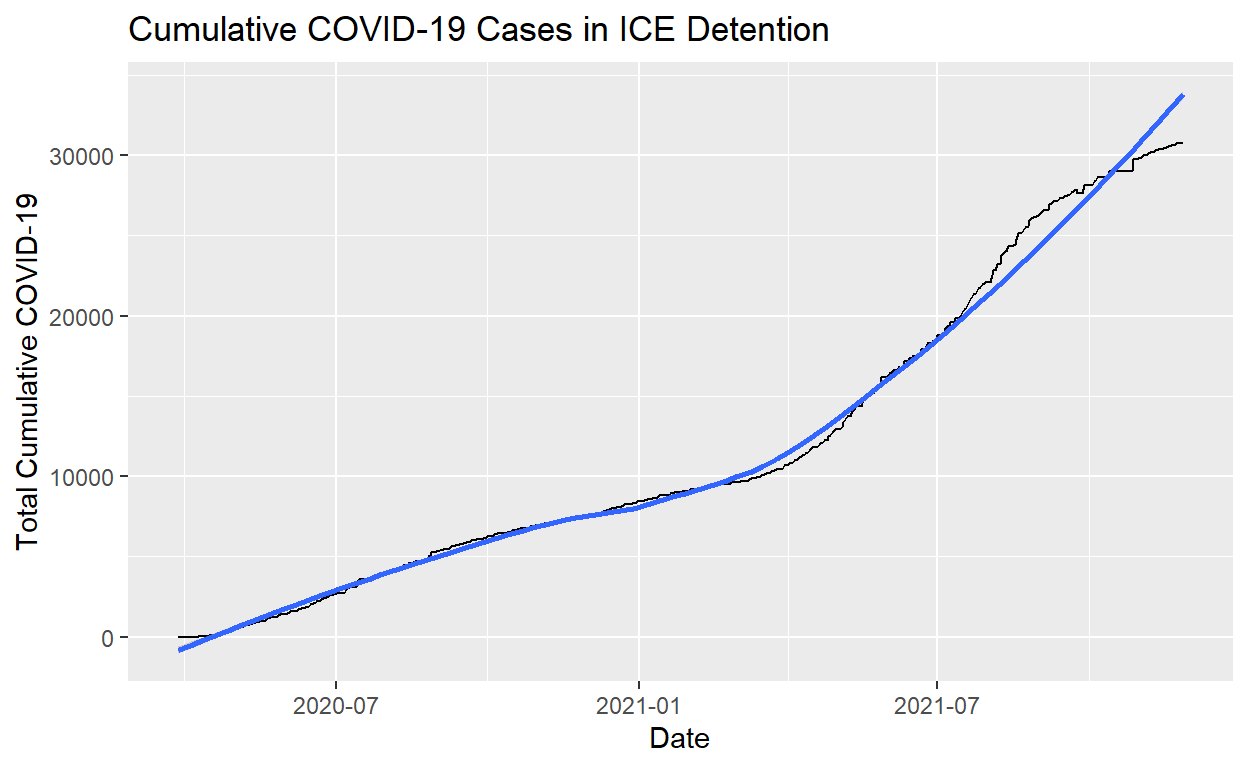 Cumulative COVID-19 Cases in ICE Detention
Total Cumulative COVID-19
30000
20000
10000
0
2020-07
2021-01
2021-07
Date